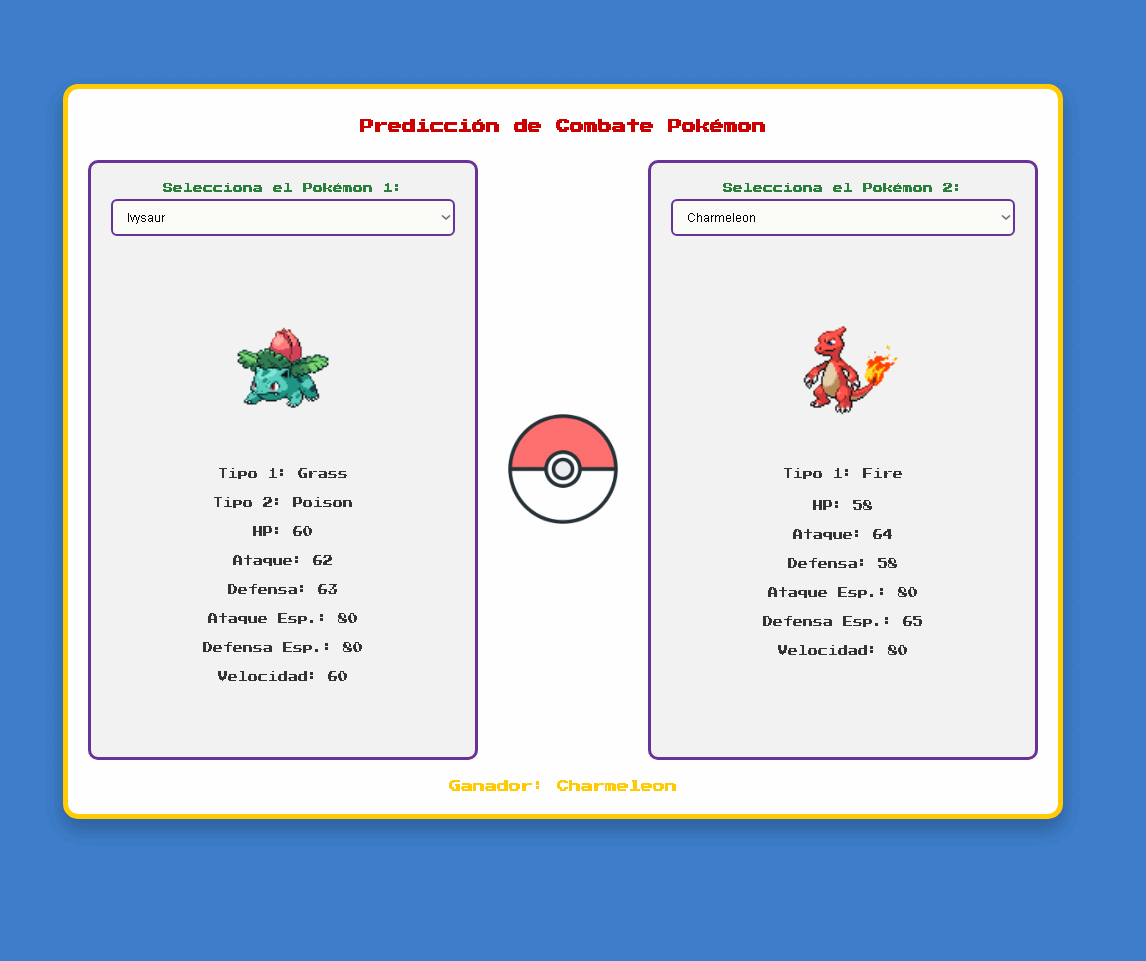 Predicción de Combate Pokémon
Selecciona el Pokémon 1:
Ivysaur
Tipo 1: Grass
Tipo 2: Poison
HP: 60
Ataque: 62
Defensa: 63
Ataque Esp.: 80
Defensa Esp.: 80
Velocidad: 60
Selecciona el Pokémon 2:
Charmeleon
Tipo 1: Fire
HP: 58
Ataque: 64
Defensa: 58
Ataque Esp.: 80
Defensa Esp.: 65
Velocidad: 80
Ganador: Charmeleon